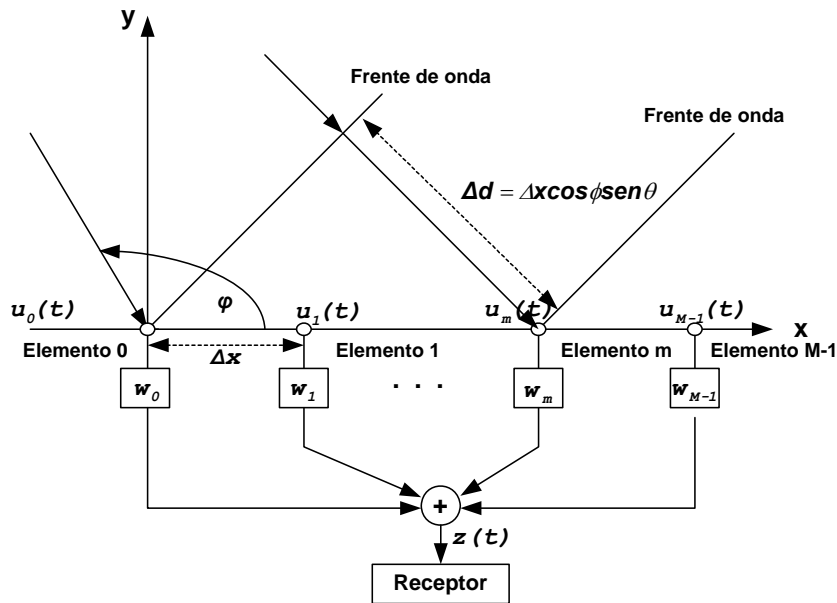 y
Frente de onda
Frente de onda
Δd = Δxcosϕsenθ
φ
u0(t)
u1(t)
um(t)
uM-1(t)
x
Elemento 0
Δx
Elemento 1
Elemento m
Elemento M-1
w0
w1
. . .
wm
wM-1
+
z(t)
Receptor